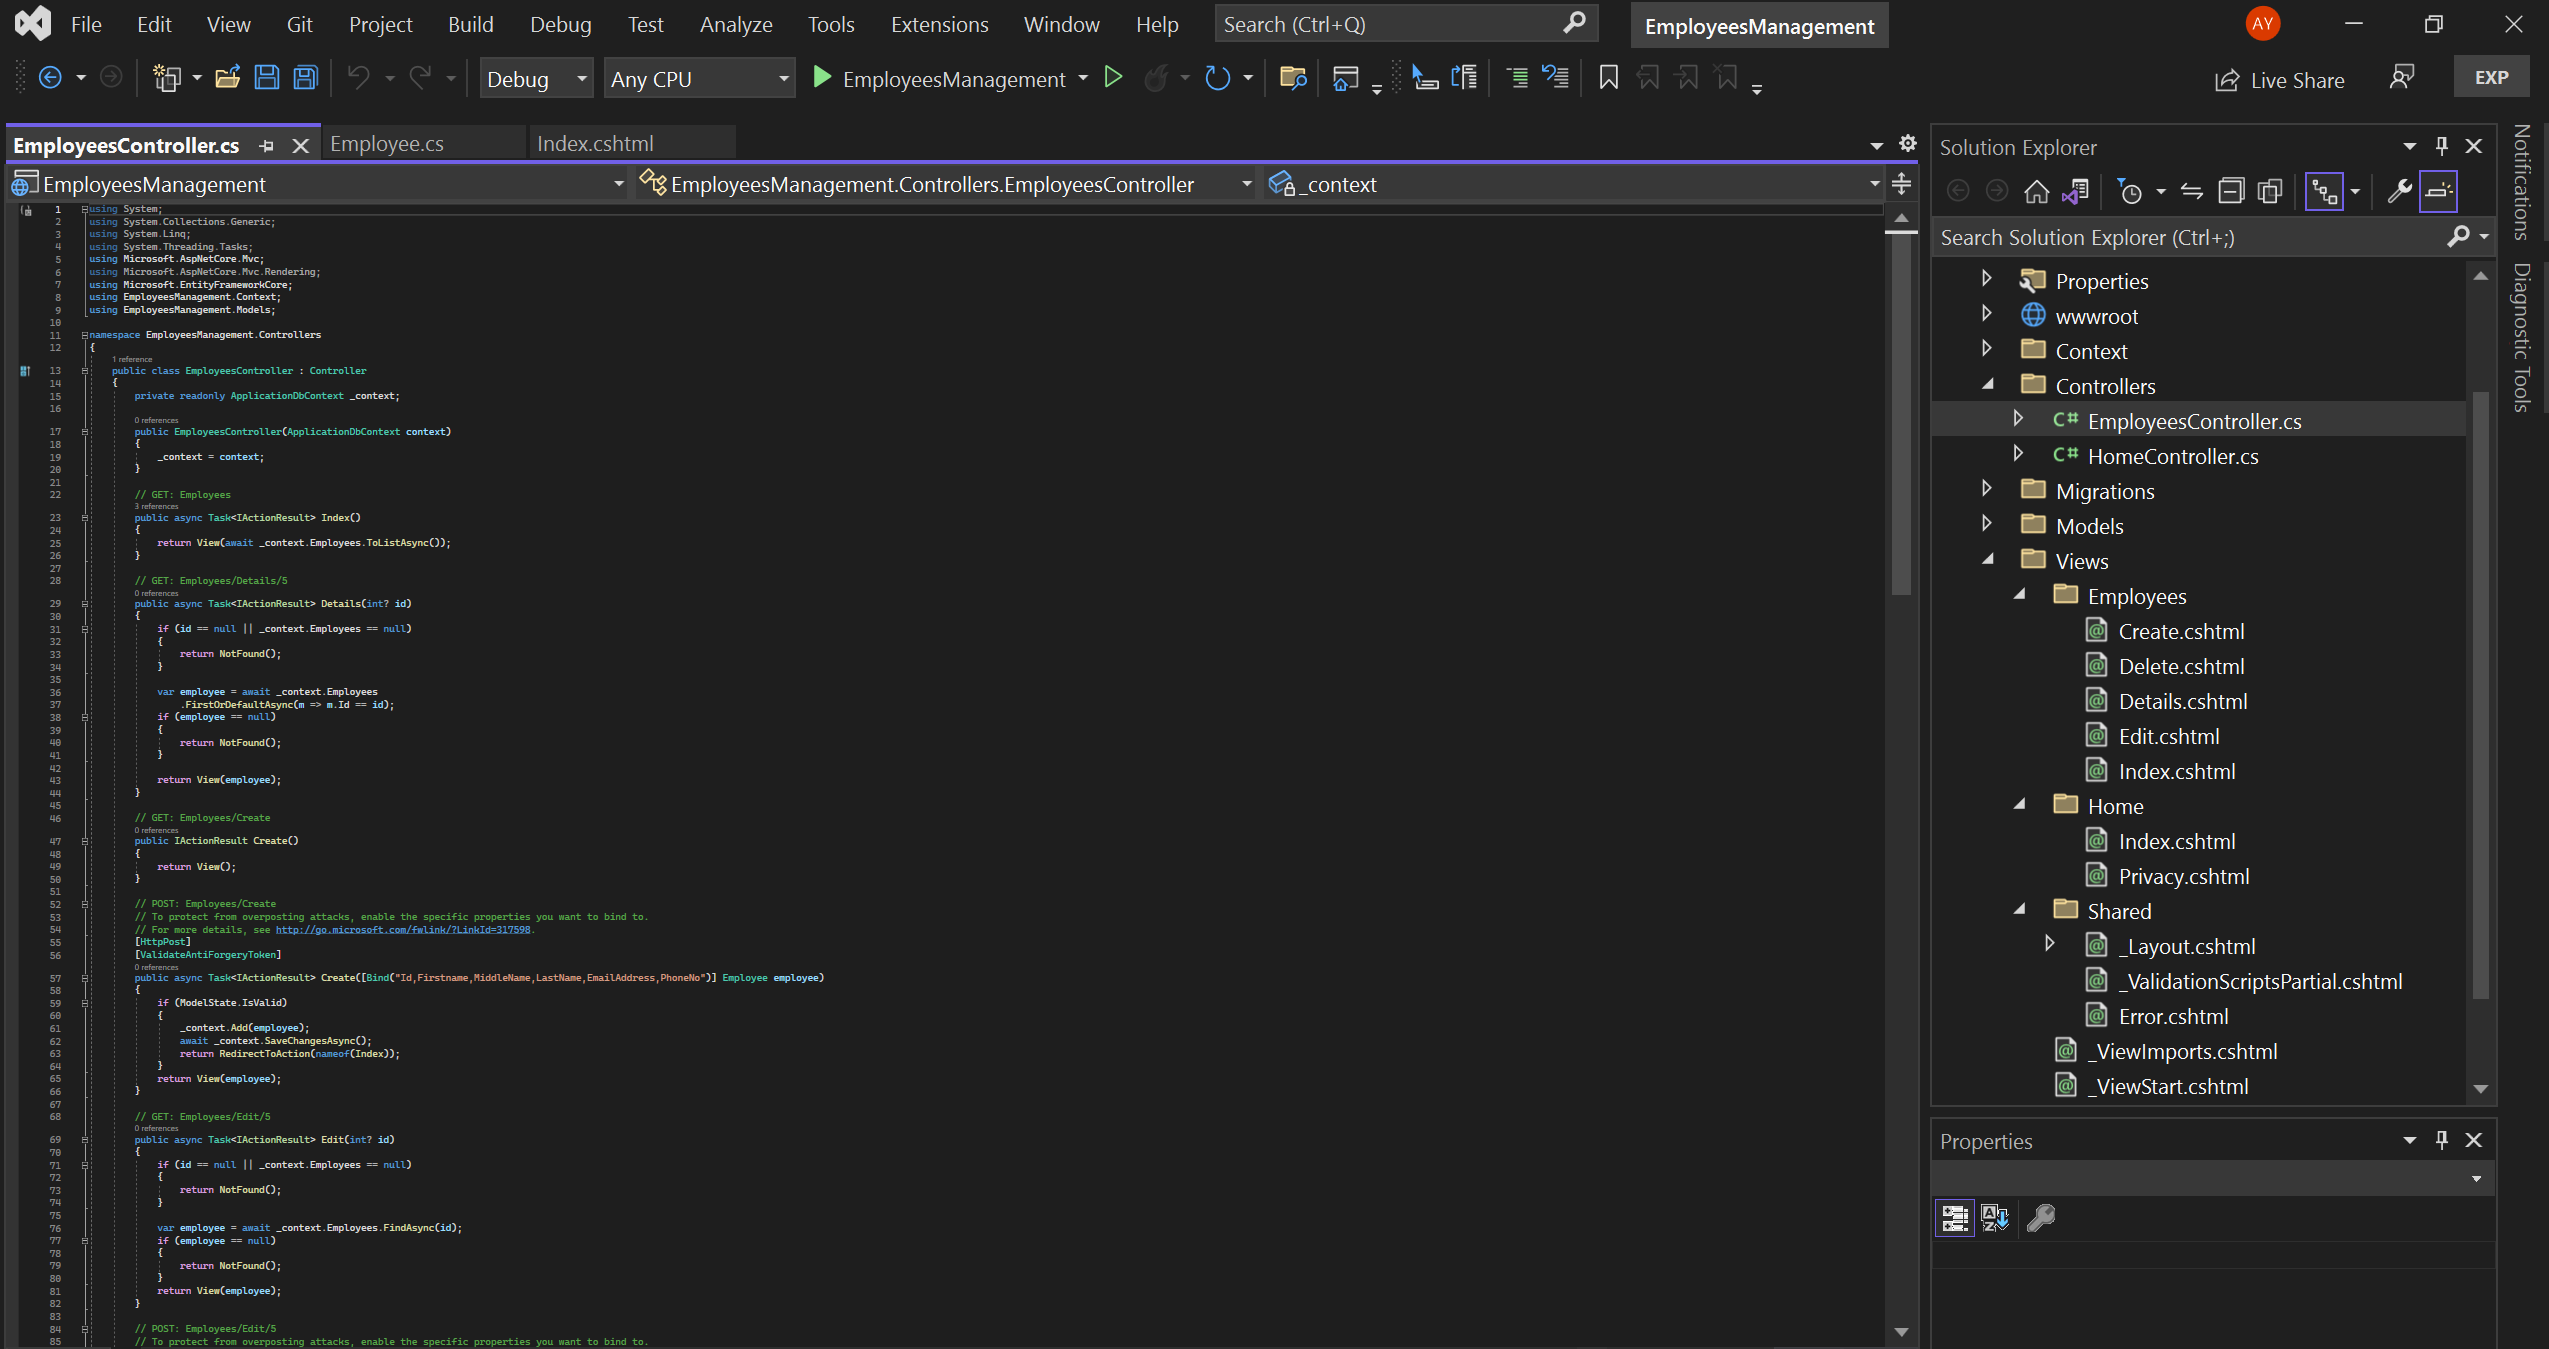 File Edit View Git Project Build Debug Test Analyze Tools Extensions Window Help Search (Ctrl+Q) EmployeesManagement AY
Debug Any CPU EmployeesManagement Live Share EXP
EmployeesController.cs Employee.cs Index.cshtml
EmployeesManagement EmployeesManagement.Controllers.EmployeesController _context
1 using System;
2 using System.Collections.Generic;
3 using System.Linq;
4 using System.Threading.Tasks;
5 using Microsoft.AspNetCore.Mvc;
6 using Microsoft.AspNetCore.Mvc.Rendering;
7 using Microsoft.EntityFrameworkCore;
8 using EmployeesManagement.Context;
9 using EmployeesManagement.Models;
10
11 namespace EmployeesManagement.Controllers
12 {
1 reference
13 public class EmployeesController : Controller
14 {
15 private readonly ApplicationDbContext _context;
16
0 references
17 public EmployeesController(ApplicationDbContext context)
18 {
19 _context = context;
20 }
21
22 // GET: Employees
3 references
23 public async Task<IActionResult> Index()
24 {
25 return View(await _context.Employees.ToListAsync());
26 }
27
28 // GET: Employees/Details/5
0 references
29 public async Task<IActionResult> Details(int? id)
30 {
31 if (id == null || _context.Employees == null)
32 {
33 return NotFound();
34 }
35
36 var employee = await _context.Employees
37 .FirstOrDefaultAsync(m => m.Id == id);
38 if (employee == null)
39 {
40 return NotFound();
41 }
42
43 return View(employee);
44 }
45
46 // GET: Employees/Create
0 references
47 public IActionResult Create()
48 {
49 return View();
50 }
51
52 // POST: Employees/Create
53 // To protect from overposting attacks, enable the specific properties you want to bind to.
54 // For more details, see http://go.microsoft.com/fwlink/?LinkId=317598.
55 [HttpPost]
56 [ValidateAntiForgeryToken]
0 references
57 public async Task<IActionResult> Create([Bind("Id,Firstname,MiddleName,LastName,EmailAddress,PhoneNo")] Employee employee)
58 {
59 if (ModelState.IsValid)
60 {
61 _context.Add(employee);
62 await _context.SaveChangesAsync();
63 return RedirectToAction(nameof(Index));
64 }
65 return View(employee);
66 }
67
68 // GET: Employees/Edit/5
0 references
69 public async Task<IActionResult> Edit(int? id)
70 {
71 if (id == null || _context.Employees == null)
72 {
73 return NotFound();
74 }
75
76 var employee = await _context.Employees.FindAsync(id);
77 if (employee == null)
78 {
79 return NotFound();
80 }
81 return View(employee);
82 }
83
84 // POST: Employees/Edit/5
85 // To protect from overposting attacks, enable the specific properties you want to bind to.
Solution Explorer
Search Solution Explorer (Ctrl+;)
Properties
wwwroot
Context
Controllers
C# EmployeesController.cs
C# HomeController.cs
Migrations
Models
Views
Employees
Create.cshtml
Delete.cshtml
Details.cshtml
Edit.cshtml
Index.cshtml
Home
Index.cshtml
Privacy.cshtml
Shared
_Layout.cshtml
_ValidationScriptsPartial.cshtml
Error.cshtml
_ViewImports.cshtml
_ViewStart.cshtml
Properties
Notifications
Diagnostic Tools